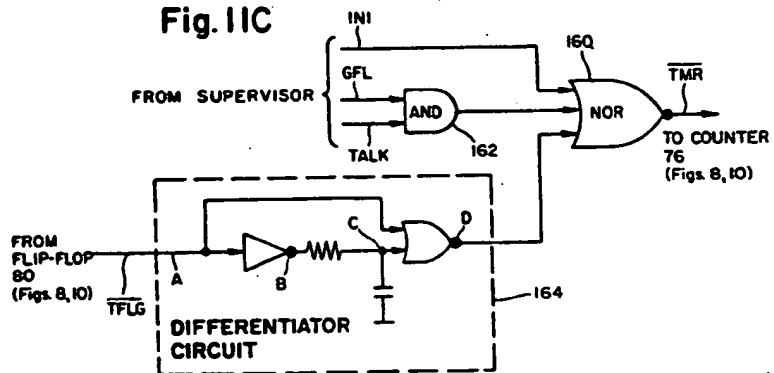 Fig. 11C
INI
GFL
FROM SUPERVISOR
TALK
AND
162
160
NOR
TMR
TO COUNTER
76
(Figs. 8,10)
FROM
FLIP-FLOP
80
(Figs. 8,10)
TFLG
A
B
C
D
164
DIFFERENTIATOR
CIRCUIT